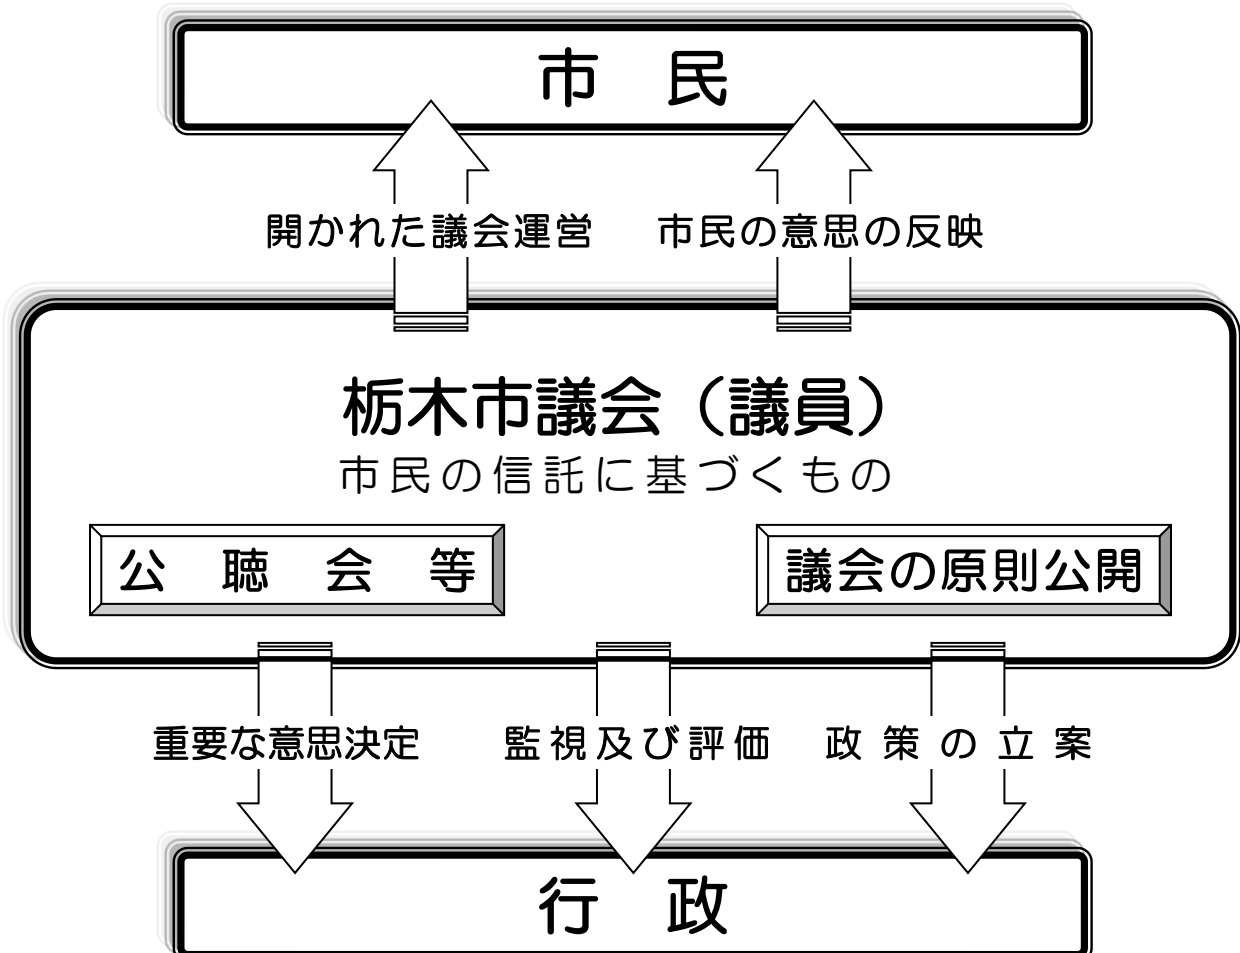 市　民
開かれた議会運営　市民の意思の反映
栃木市議会（議員）
市民の信託に基づくもの
公　聴　会　等　議会の原則公開
重要な意思決定　監視及び評価　政策の立案
行　政